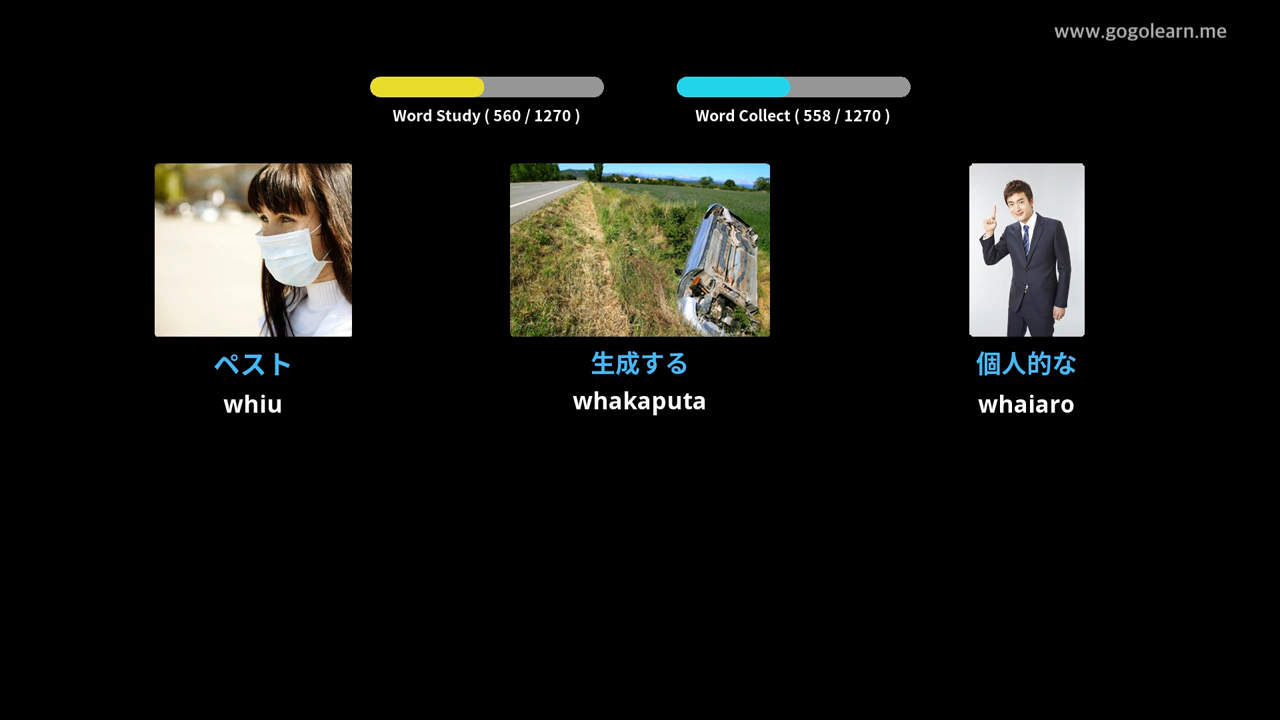 www.gogolearn.me
Word Study ( 560 / 1270 )
Word Collect ( 558 / 1270 )
ペスト
whiu
生成する
whakaputa
個人的な
whaiaro